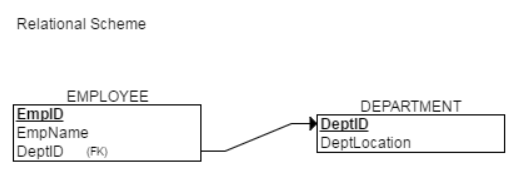 Relational Scheme
EMPLOYEE
EmpID
EmpName
DeptID (FK)
DEPARTMENT
DeptID
DeptLocation